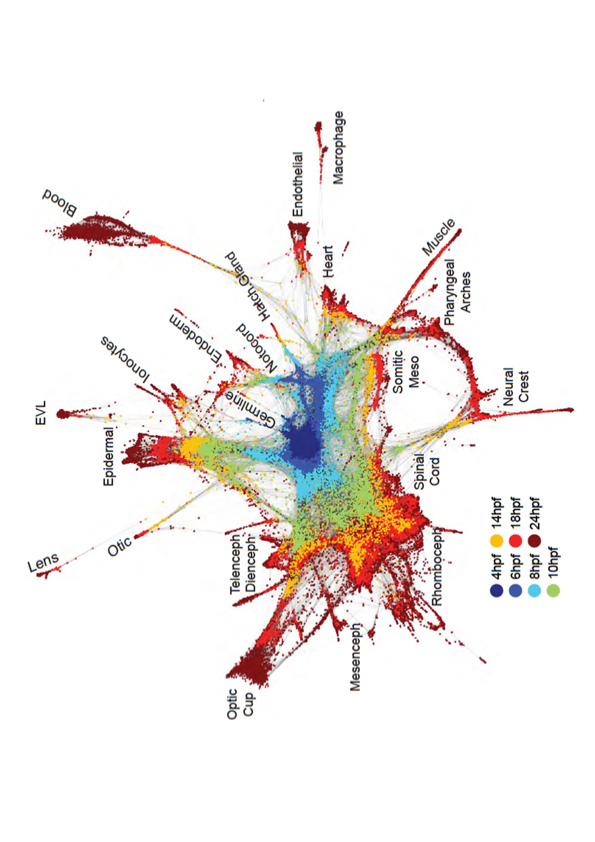 Lens
Otic
EVL
Epidermal
Ionocytes
Endoderm
Notocord
Hatch.Gland
Germline
Blood
Endothelial
Macrophage
Heart
Muscle
Pharyngeal
Arches
Somitic
Meso
Neural
Crest
Spinal
Cord
Rhomboceph
Mesenceph
Telenceph
Dienceph
Optic
Cup
4hpf
6hpf
8hpf
10hpf
14hpf
18hpf
24hpf